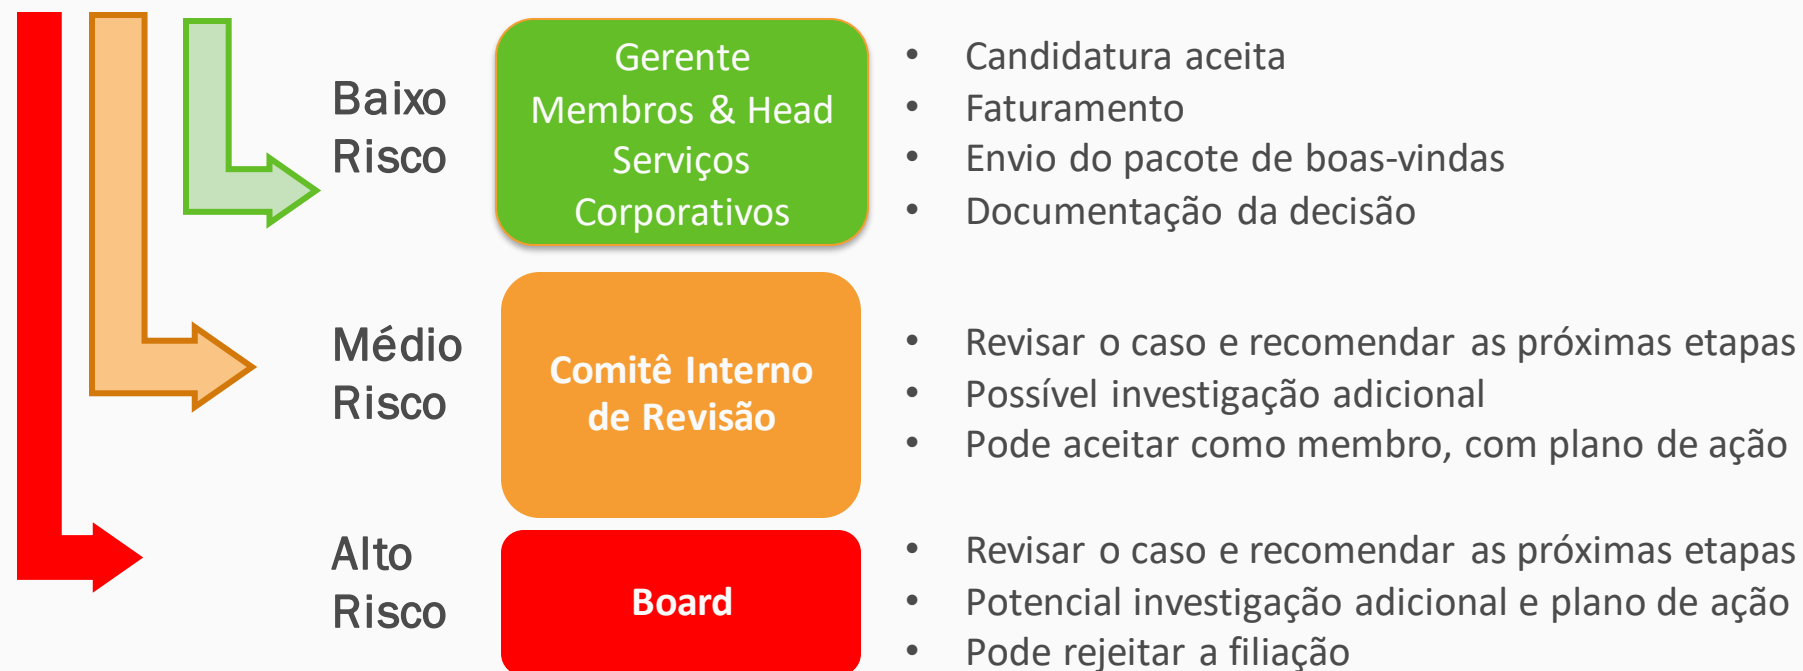 Baixo
Risco
Gerente
Membros & Head
Serviços
Corporativos
• Candidatura aceita
• Faturamento
• Envio do pacote de boas-vindas
• Documentação da decisão
Médio
Risco
Comitê Interno
de Revisão
• Revisar o caso e recomendar as próximas etapas
• Possível investigação adicional
• Pode aceitar como membro, com plano de ação
Alto
Risco
Board
• Revisar o caso e recomendar as próximas etapas
• Potencial investigação adicional e plano de ação
• Pode rejeitar a filiação